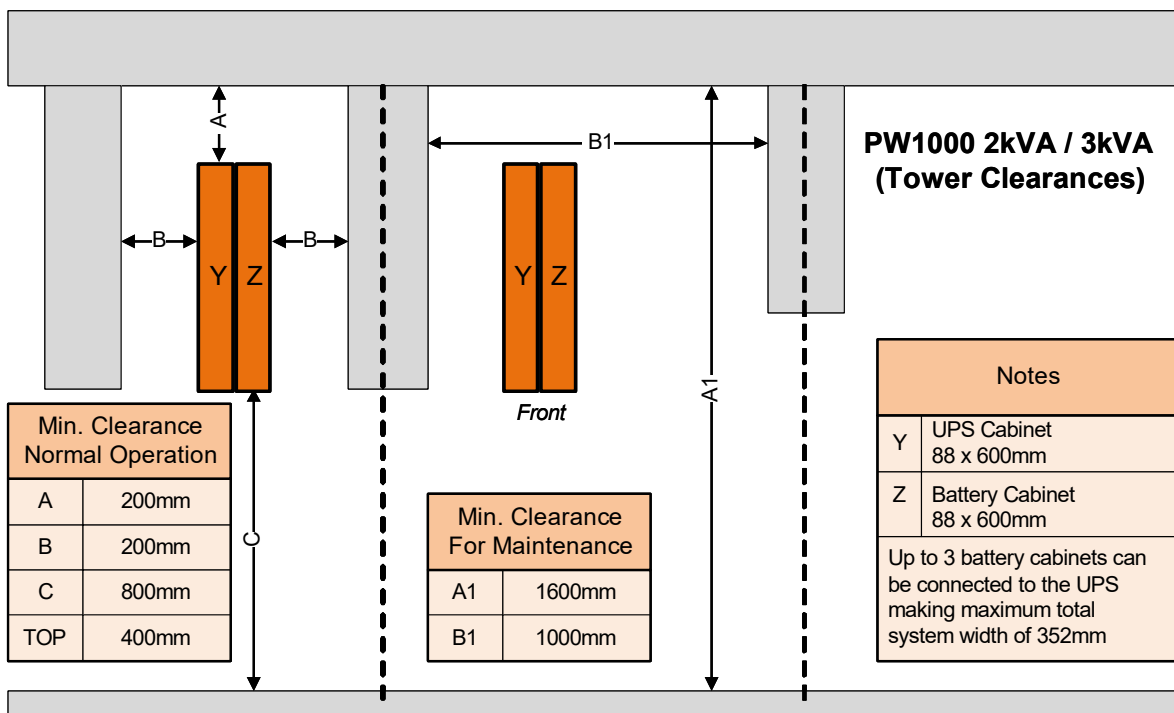 A
B1
PW1000 2kVA / 3kVA
(Tower Clearances)
B
B
Y
Z
Y
Z
A1
Front
C
Min. Clearance
Normal Operation
A 200mm
B 200mm
C 800mm
TOP 400mm
Min. Clearance
For Maintenance
A1 1600mm
B1 1000mm
Notes
Y UPS Cabinet
88 x 600mm
Z Battery Cabinet
88 x 600mm
Up to 3 battery cabinets can
be connected to the UPS
making maximum total
system width of 352mm